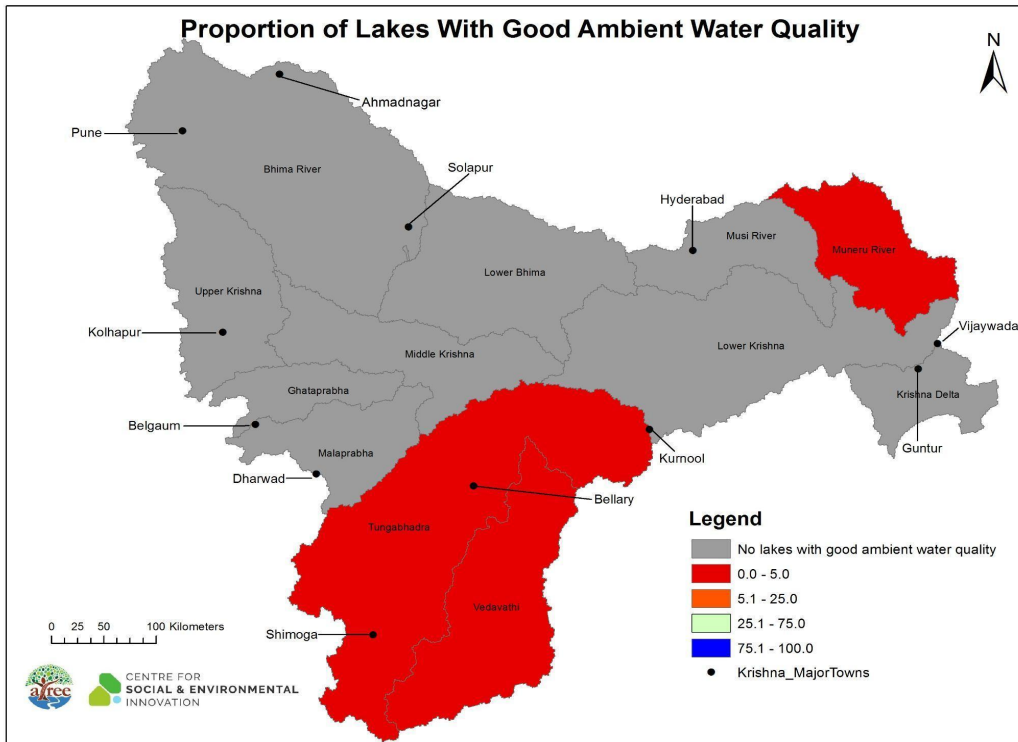 Proportion of Lakes With Good Ambient Water Quality
N
Ahmadnagar
Pune
Bhima River
Solapur
Hyderabad
Musi River
Muneru River
Lower Bhima
Upper Krishna
Kolhapur
Vijaywada
Lower Krishna
Middle Krishna
Ghataprabha
Krishna Delta
Belgaum
Malaprabha
Guntur
Kurnool
Dharwad
Bellary
Tungabhadra
Vedavathi
Shimoga
Legend
No lakes with good ambient water quality
0.0 - 5.0
5.1 - 25.0
25.1 - 75.0
75.1 - 100.0
Krishna_MajorTowns
0 25 50 100 Kilometers
atree
CENTRE FOR
SOCIAL & ENVIRONMENTAL
INNOVATION